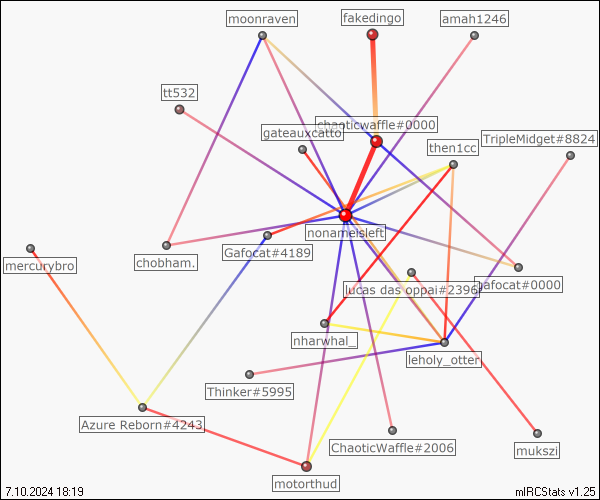 moonraven
fakedingo
amah1246
tt532
chaoticwaffle#0000
gateauxcatto
TripleMidget#8824
then1cc
nonameisleft
Gafocat#4189
chobham.
mercurybro
gafocat#0000
lucas das oppai#2396
nharwhal_
leholy_otter
Thinker#5995
Azure Reborn#4243
ChaoticWaffle#2006
mukszi
motorthud
7.10.2024 18:19
mIRCStats v1.25